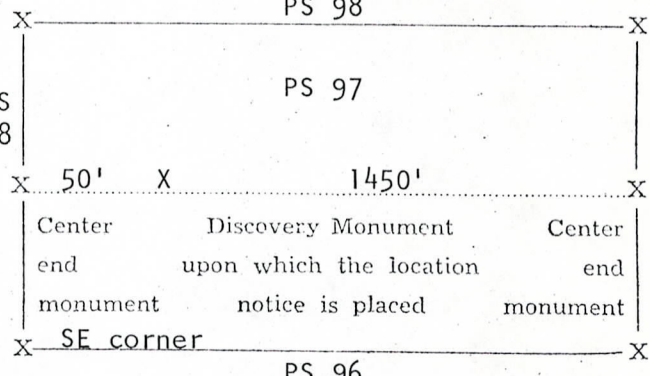 PS 98
X X
PS 97
S
8
X 50' X 1450' X
Center Discovery Monument Center
end upon which the location end
monument notice is placed monument
X SE corner X
PS 96